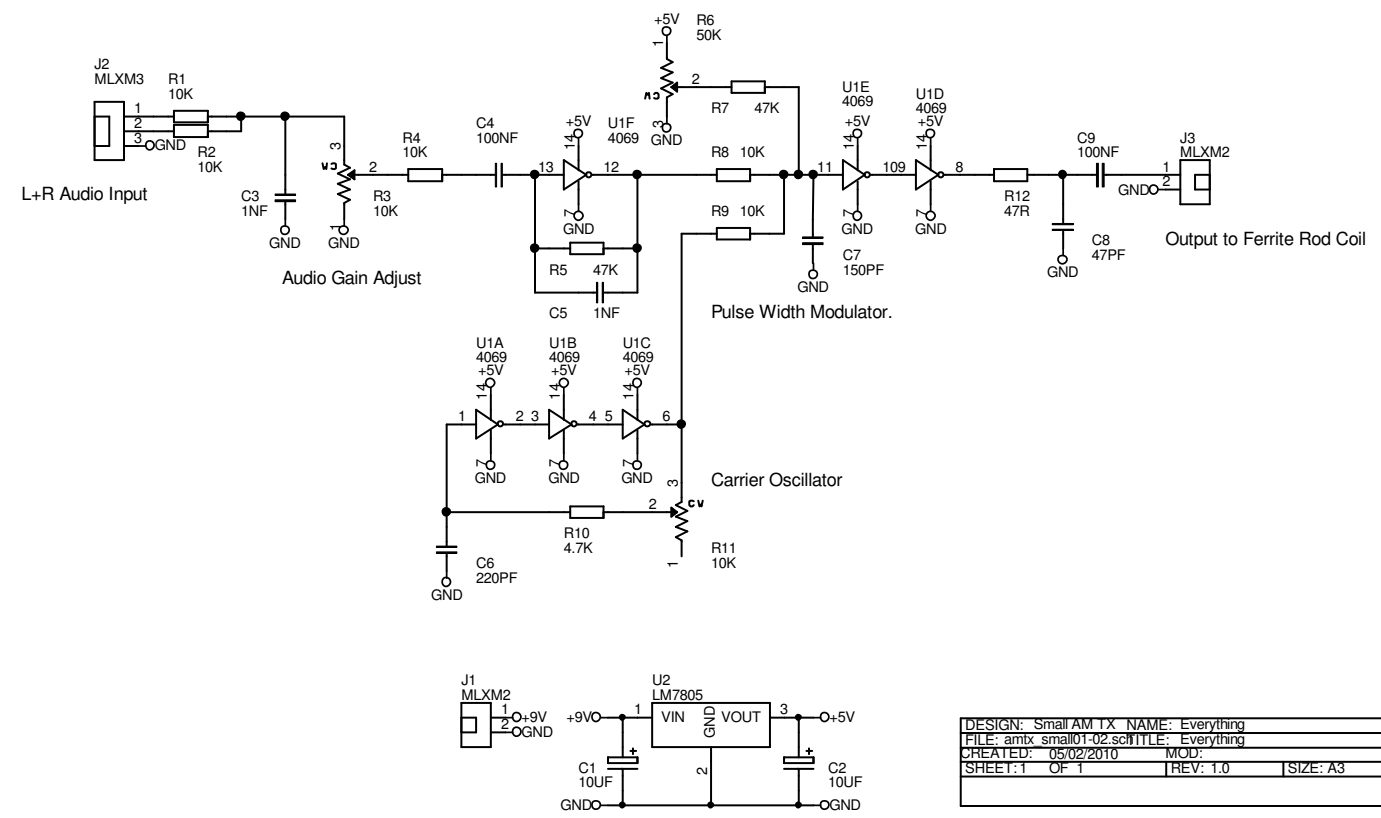 J2
MLXM3
1
2
3
GND
R1
10K
R2
10K
L+R Audio Input
C3
1NF
GND
3
CW
2
1
GND
R3
10K
Audio Gain Adjust
R4
10K
C4
100NF
U1F
4069
+5V
14
13
12
7
GND
R5
47K
C5
1NF
+5V
R6
50K
1
CW
2
3
GND
R7
47K
R8
10K
R9
10K
C7
150PF
GND
Pulse Width Modulator.
U1E
4069
+5V
14
11
10
7
GND
U1D
4069
+5V
14
9
8
7
GND
R12
47R
C8
47PF
GND
C9
100NF
J3
MLXM2
1
2
GND
Output to Ferrite Rod Coil
U1A
4069
+5V
14
1
2
7
GND
U1B
4069
+5V
14
3
4
7
GND
U1C
4069
+5V
14
5
6
7
GND
Carrier Oscillator
3
CW
2
1
R10
4.7K
R11
10K
C6
220PF
GND
J1
MLXM2
1
2
+9V
GND
U2
LM7805
+9V
1
VIN
GND
VOUT
3
+5V
2
C1
10UF
C2
10UF
GND
GND
DESIGN: Small AM TX NAME: Everything
FILE: amtx_small01-02.sch TITLE: Everything
CREATED: 05/02/2010 MOD:
SHEET:1 OF 1 REV: 1.0 SIZE: A3